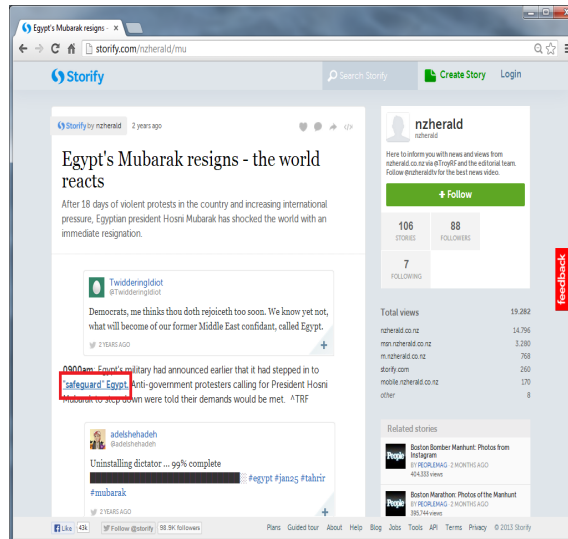 Egypt's Mubarak resigns -
storify.com/nzherald/mu
Storify
Search Storify
Create Story
Login
Storify by nzherald 2 years ago
Egypt's Mubarak resigns - the world
reacts
After 18 days of violent protests in the country and increasing international
pressure, Egyptian president Hosni Mubarak has shocked the world with an
immediate resignation.
TwidderingIdiot
@TwidderingIdiot
Democrats, me thinks thou doth rejoiceth too soon. We know yet not,
what will become of our former Middle East confidant, called Egypt.
2 YEARS AGO
0900am: Egypt's military had announced earlier that it had stepped in to
"safeguard" Egypt. Anti-government protesters calling for President Hosni
Mubarak to step down were told their demands would be met. ^TRF
adelshehadeh
@adelshehadeh
Uninstalling dictator ... 99% complete
#egypt #jan25 #tahrir
#mubarak
2 YEARS AGO
nzherald
nzherald
Here to inform you with news and views from
nzherald.co.nz via @TroyRF and the editorial team.
Follow @nzheraldtv for the best news video.
+ Follow
106 88
STORIES FOLLOWERS
7
FOLLOWING
feedback
Total views 19.282
nzherald.co.nz 14.796
msn.nzherald.co.nz 3.280
m.nzherald.co.nz 768
storify.com 260
mobile.nzherald.co.nz 170
other 8
Related stories
People
Boston Bomber Manhunt: Photos from
Instagram
BY PEOPLEMAG · 2 MONTHS AGO
404,333 views
People
Boston Marathon: Photos of the Manhunt
BY PEOPLEMAG · 2 MONTHS AGO
395,744 views
Like 43k Follow @storify 98.9K followers Plans Guided tour About Help Blog Jobs Tools API Terms Privacy © 2013 Storify